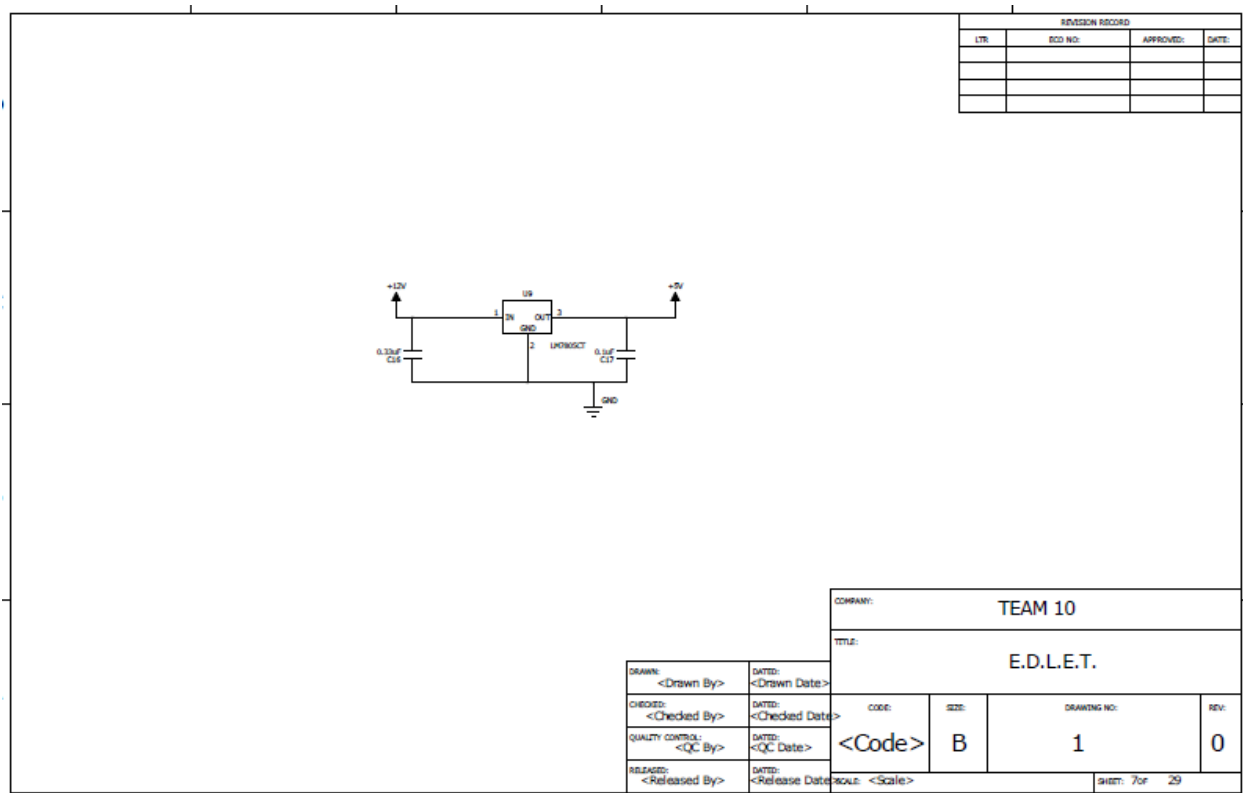 REVISION RECORD
LTR ECO NO: APPROVED: DATE:
+12V
+5V
U9
1 IN OUT 3
GND
2 LM7805CT
0.33uF
C16
0.1uF
C17
GND
COMPANY:
TEAM 10
TITLE:
E.D.L.E.T.
DRAWN: DATED:
<Drawn By> <Drawn Date>
CHECKED: DATED:
<Checked By> <Checked Date>
QUALITY CONTROL: DATED:
<QC By> <QC Date>
RELEASED: DATED:
<Released By> <Release Date>
CODE: SIZE: DRAWING NO: REV:
<Code> B 1 0
SCALE: <Scale> SHEET: 7of 29